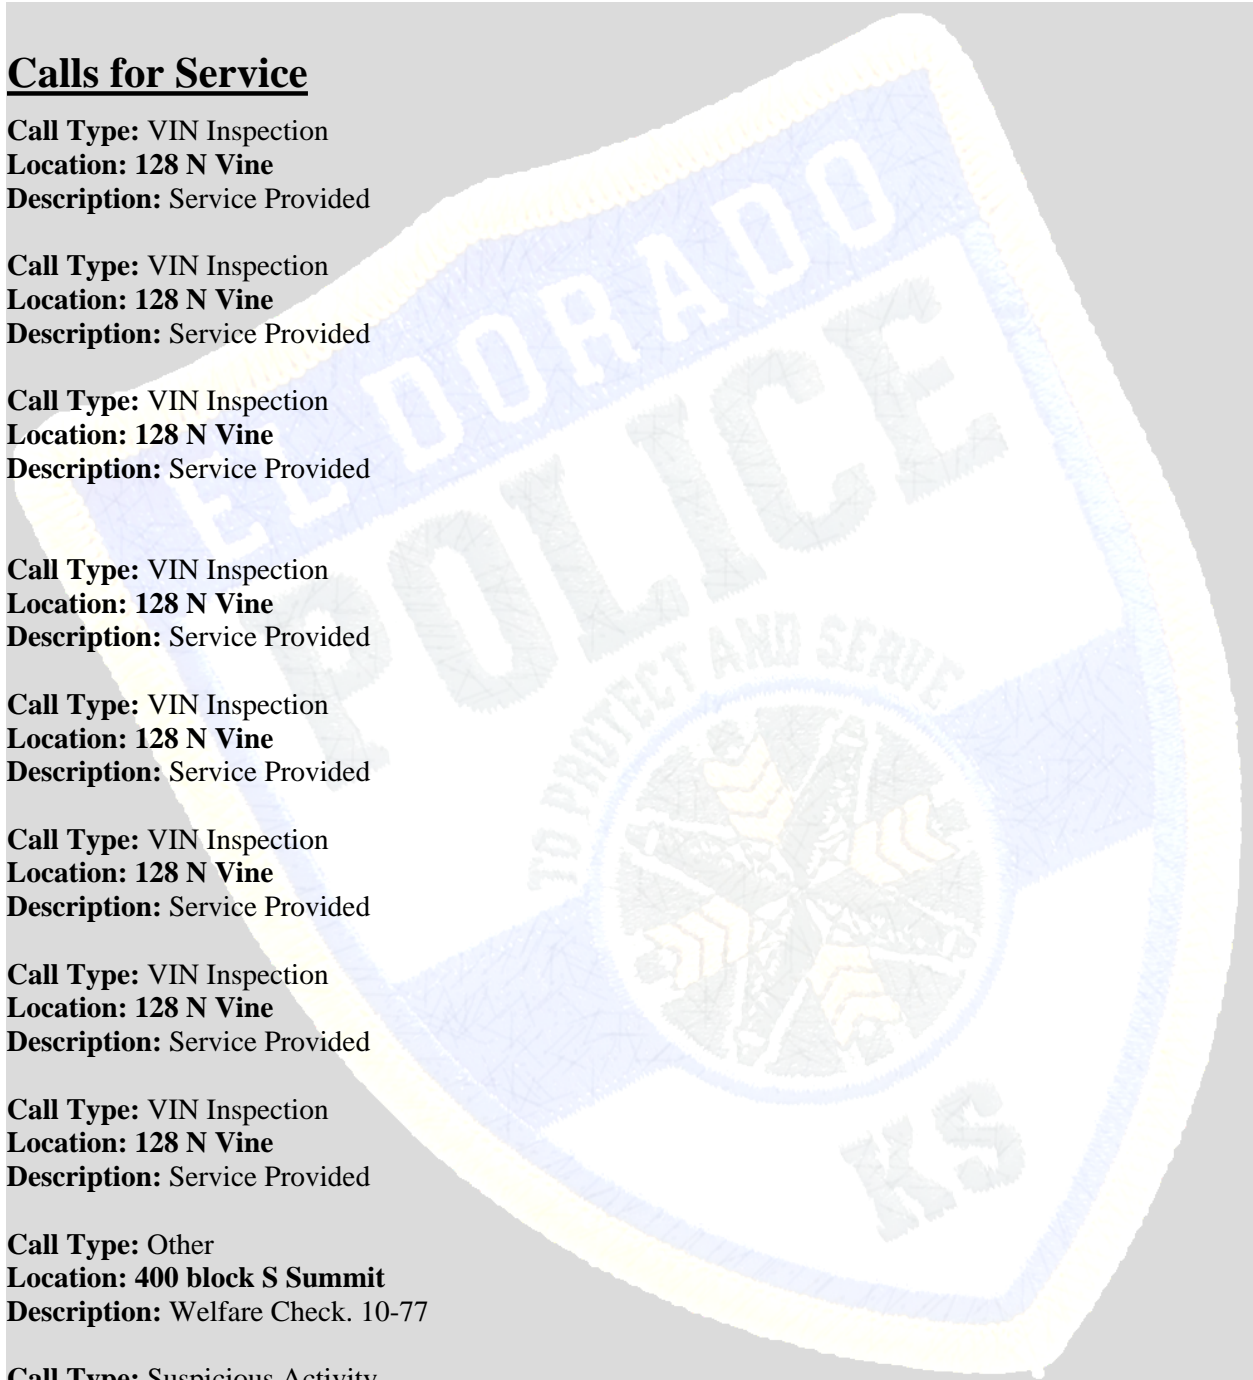 Calls for Service
Call Type: VIN Inspection
Location: 128 N Vine
Description: Service Provided
Call Type: VIN Inspection
Location: 128 N Vine
Description: Service Provided
Call Type: VIN Inspection
Location: 128 N Vine
Description: Service Provided
Call Type: VIN Inspection
Location: 128 N Vine
Description: Service Provided
Call Type: VIN Inspection
Location: 128 N Vine
Description: Service Provided
Call Type: VIN Inspection
Location: 128 N Vine
Description: Service Provided
Call Type: VIN Inspection
Location: 128 N Vine
Description: Service Provided
Call Type: VIN Inspection
Location: 128 N Vine
Description: Service Provided
Call Type: Other
Location: 400 block S Summit
Description: Welfare Check. 10-77
Call Type: Suspicious Activity
EL DORADO
POLICE
TO PROTECT AND SERVE
KS